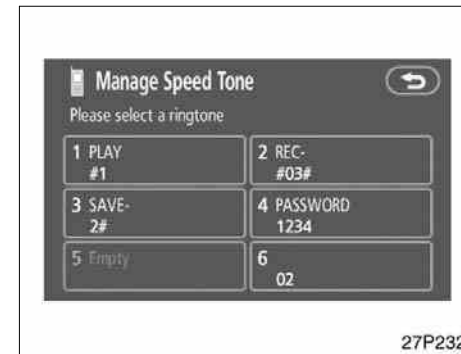 Manage Speed Tone
Please select a ringtone
1 PLAY
#1
2 REC-
#03#
3 SAVE-
2#
4 PASSWORD
1234
5 Empty
6
02
27P232